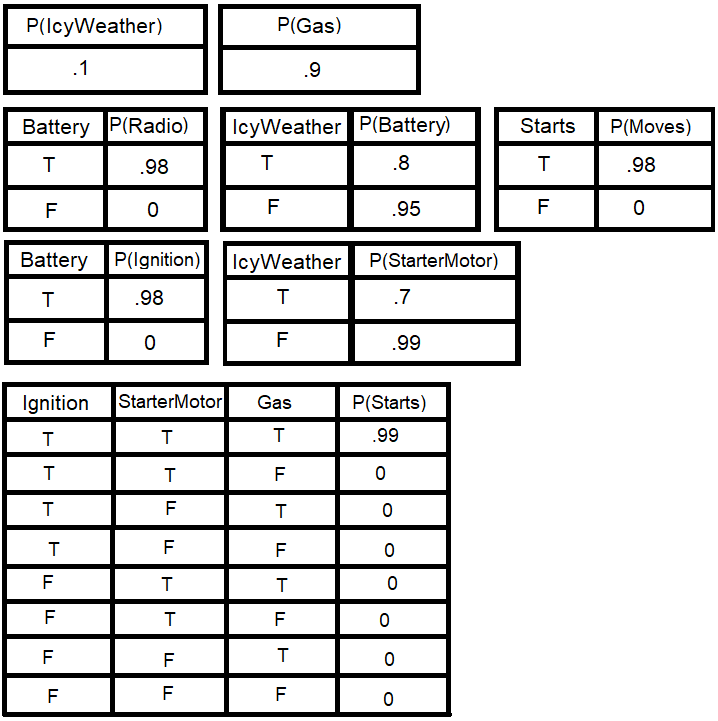 P(IcyWeather) P(Gas)
.1 .9
Battery P(Radio) IcyWeather P(Battery) Starts P(Moves)
T .98 T .8 T .98
F 0 F .95 F 0
Battery P(Ignition) IcyWeather P(StarterMotor)
T .98 T .7
F 0 F .99
Ignition StarterMotor Gas P(Starts)
T T T .99
T T F 0
T F T 0
T F F 0
F T T 0
F T F 0
F F T 0
F F F 0